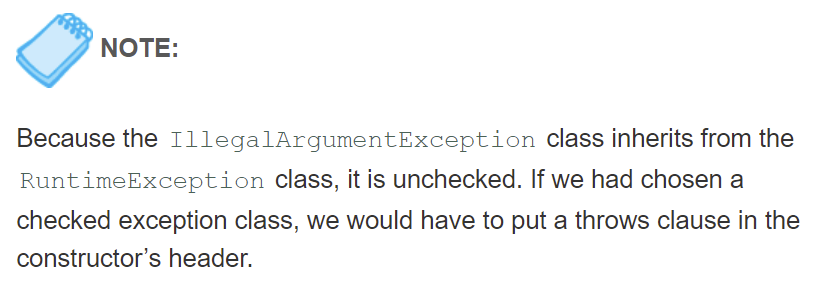 NOTE:
Because the IllegalArgumentException class inherits from the
RuntimeException class, it is unchecked. If we had chosen a
checked exception class, we would have to put a throws clause in the
constructor’s header.